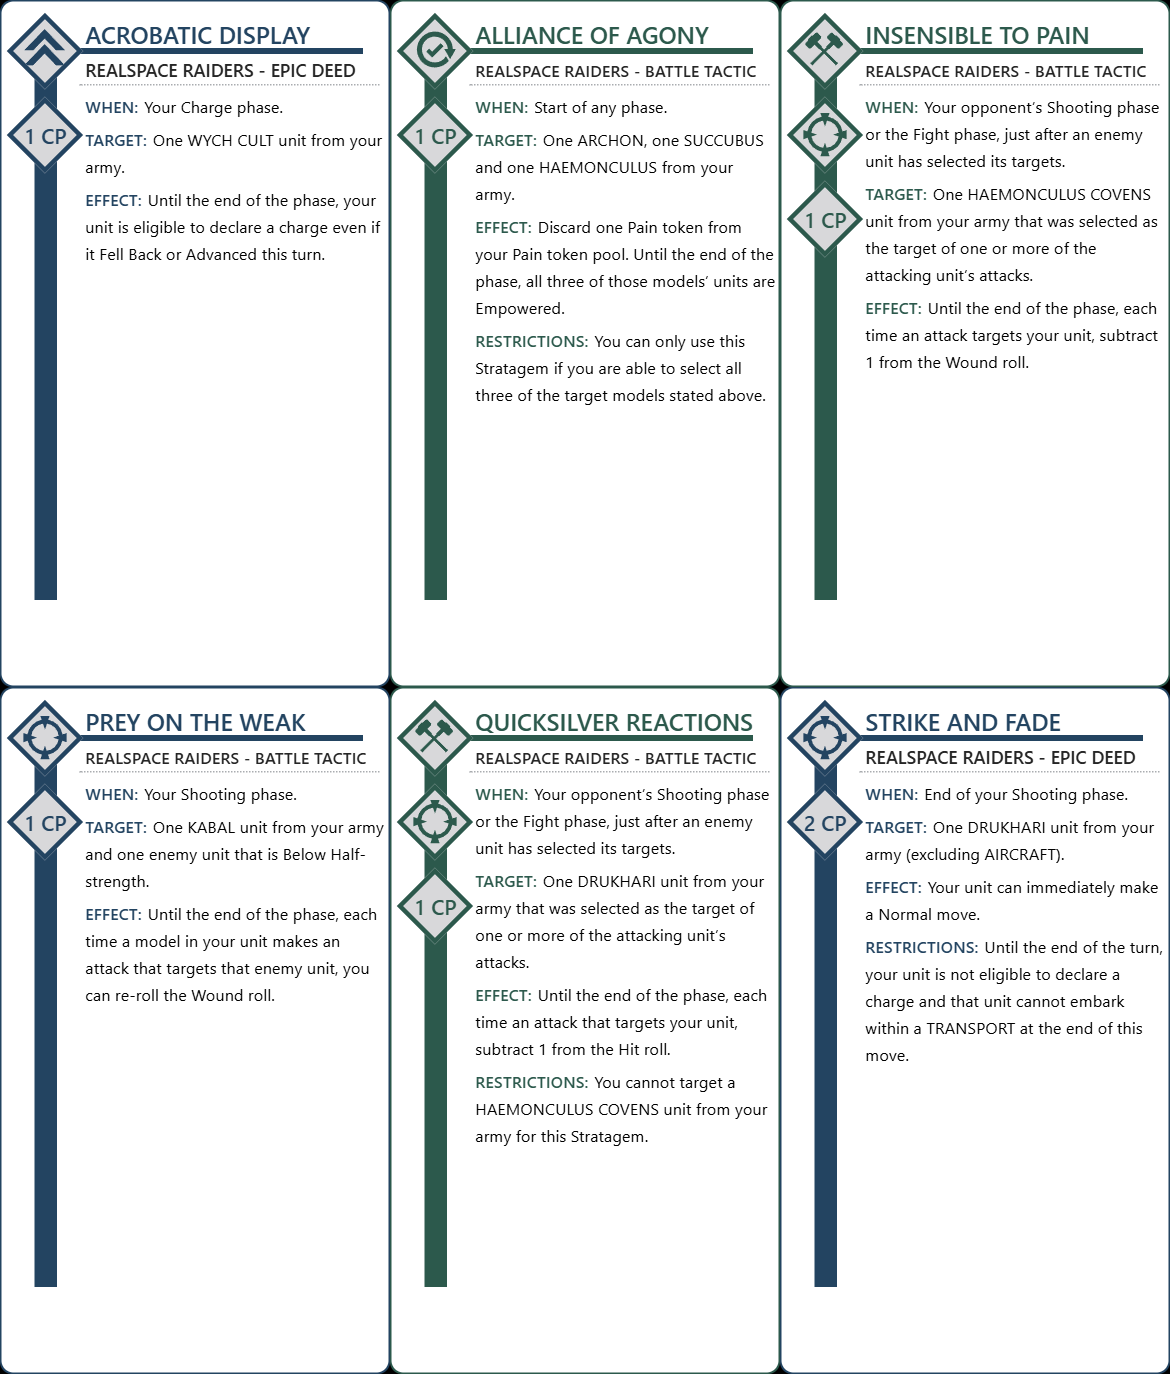 ACROBATIC DISPLAY
REALSPACE RAIDERS - EPIC DEED
1 CP
WHEN: Your Charge phase.
TARGET: One WYCH CULT unit from your
army.
EFFECT: Until the end of the phase, your
unit is eligible to declare a charge even if
it Fell Back or Advanced this turn.
ALLIANCE OF AGONY
REALSPACE RAIDERS - BATTLE TACTIC
1 CP
WHEN: Start of any phase.
TARGET: One ARCHON, one SUCCUBUS
and one HAEMONCULUS from your
army.
EFFECT: Discard one Pain token from
your Pain token pool. Until the end of the
phase, all three of those models’ units are
Empowered.
RESTRICTIONS: You can only use this
Stratagem if you are able to select all
three of the target models stated above.
INSENSIBLE TO PAIN
REALSPACE RAIDERS - BATTLE TACTIC
1 CP
WHEN: Your opponent’s Shooting phase
or the Fight phase, just after an enemy
unit has selected its targets.
TARGET: One HAEMONCULUS COVENS
unit from your army that was selected as
the target of one or more of the
attacking unit’s attacks.
EFFECT: Until the end of the phase, each
time an attack targets your unit, subtract
1 from the Wound roll.
PREY ON THE WEAK
REALSPACE RAIDERS - BATTLE TACTIC
1 CP
WHEN: Your Shooting phase.
TARGET: One KABAL unit from your army
and one enemy unit that is Below Half-
strength.
EFFECT: Until the end of the phase, each
time a model in your unit makes an
attack that targets that enemy unit, you
can re-roll the Wound roll.
QUICKSILVER REACTIONS
REALSPACE RAIDERS - BATTLE TACTIC
1 CP
WHEN: Your opponent’s Shooting phase
or the Fight phase, just after an enemy
unit has selected its targets.
TARGET: One DRUKHARI unit from your
army that was selected as the target of
one or more of the attacking unit’s
attacks.
EFFECT: Until the end of the phase, each
time an attack that targets your unit,
subtract 1 from the Hit roll.
RESTRICTIONS: You cannot target a
HAEMONCULUS COVENS unit from your
army for this Stratagem.
STRIKE AND FADE
REALSPACE RAIDERS - EPIC DEED
2 CP
WHEN: End of your Shooting phase.
TARGET: One DRUKHARI unit from your
army (excluding AIRCRAFT).
EFFECT: Your unit can immediately make
a Normal move.
RESTRICTIONS: Until the end of the turn,
your unit is not eligible to declare a
charge and that unit cannot embark
within a TRANSPORT at the end of this
move.